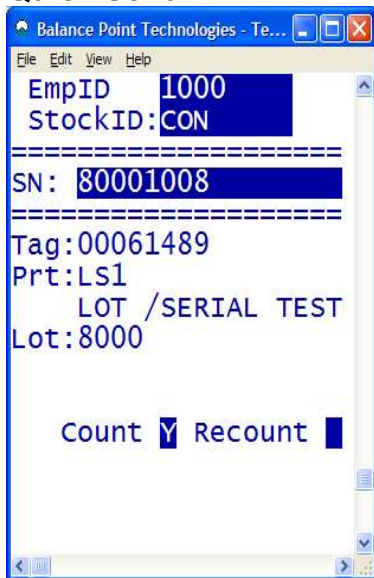 Balance Point Technologies - Te...
File Edit View Help
EmpID 1000
StockID:CON
====================
SN: 80001008
====================
Tag:00061489
Prt:LS1
LOT /SERIAL TEST
Lot:8000
Count Y Recount